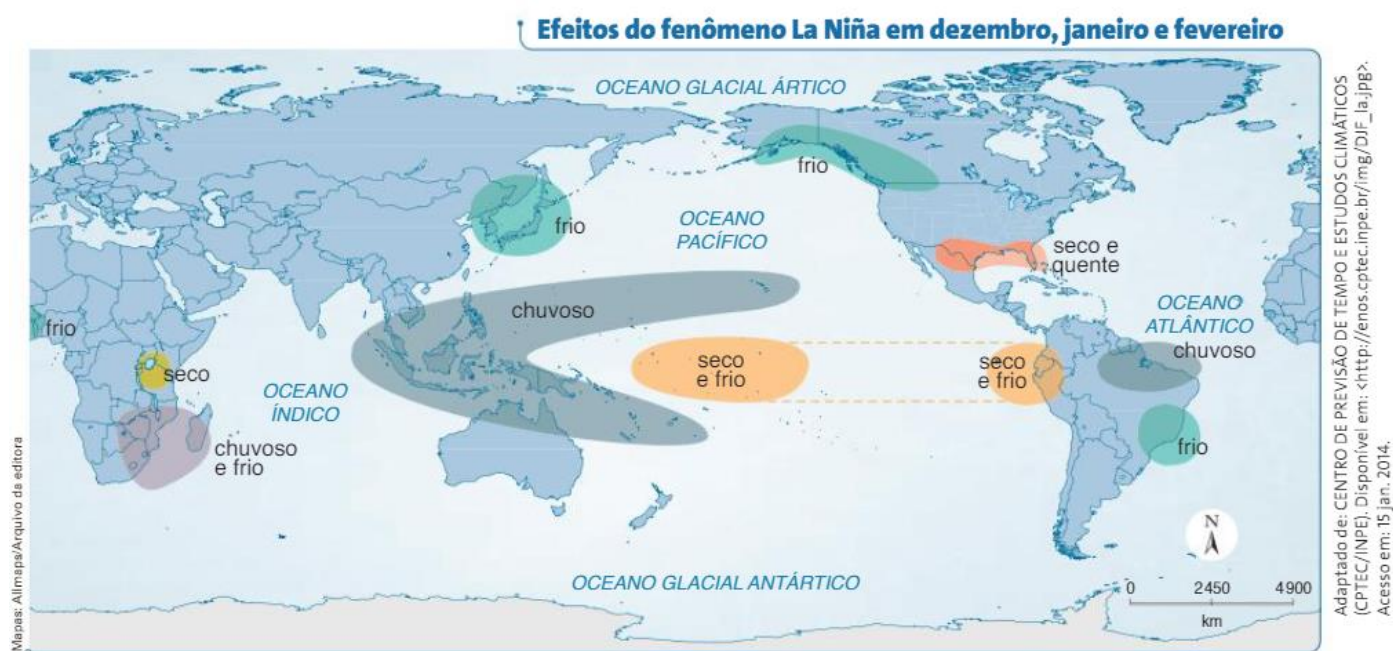 Efeitos do fenômeno La Niña em dezembro, janeiro e fevereiro
OCEANO GLACIAL ÁRTICO
frio
frio
OCEANO
PACÍFICO
seco e
quente
chuvoso
OCEANO
ATLÂNTICO
chuvoso
frio
seco
seco
e frio
seco
e frio
OCEANO
ÍNDICO
chuvoso
e frio
frio
N
OCEANO GLACIAL ANTÁRTICO
0 2450 4900
km
Mapas: Allmaps/Arquivo da editora
Adaptado de: CENTRO DE PREVISÃO DE TEMPO E ESTUDOS CLIMÁTICOS
(CPTEC/INPE). Disponível em: <http://enos.cptec.inpe.br/img/DJF_la.jpg>.
Acesso em: 15 jan. 2014.